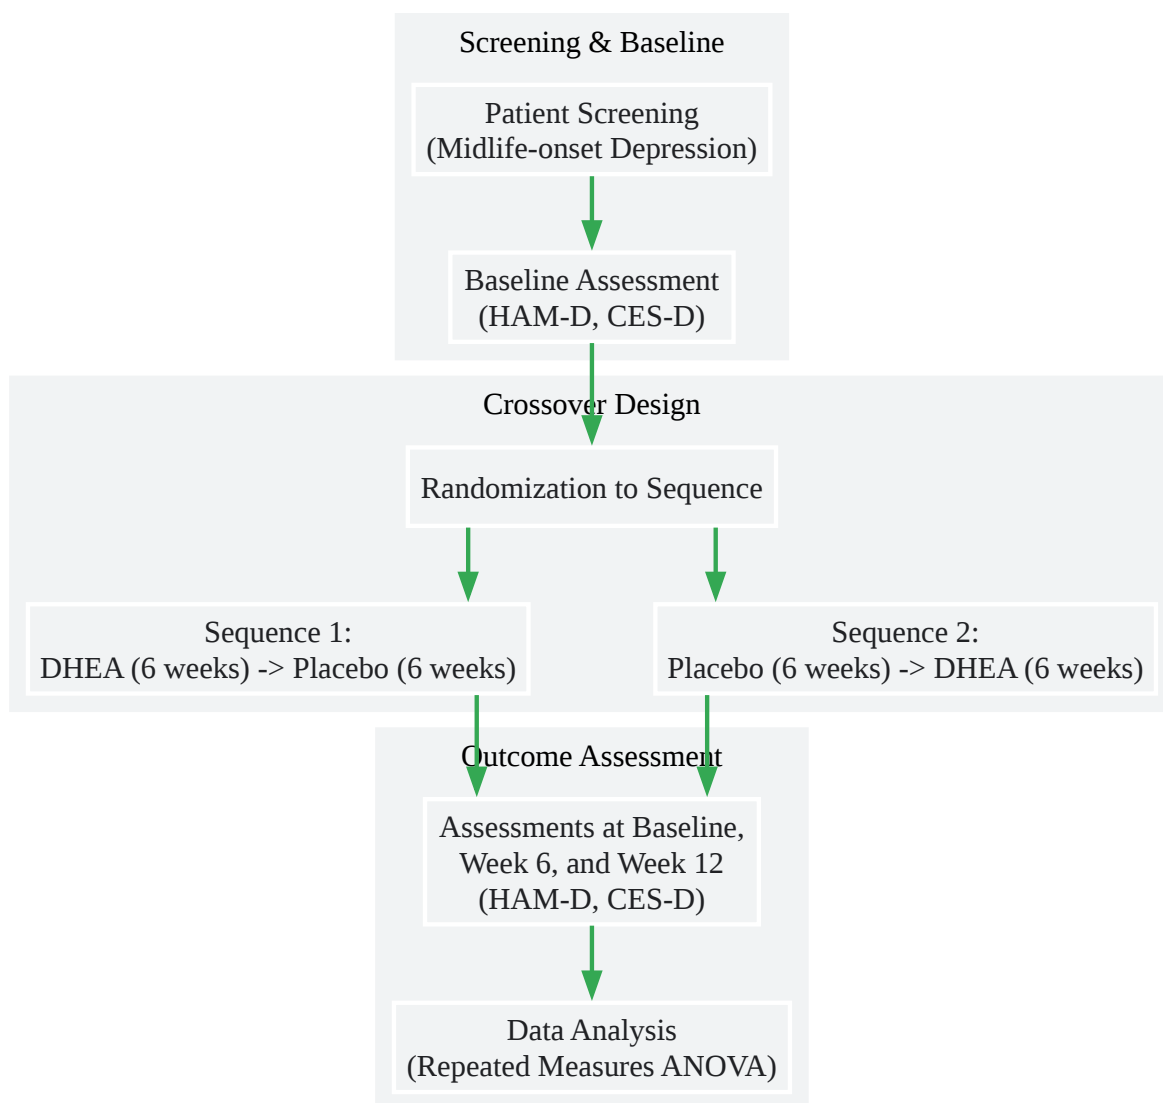 Screening & Baseline
Patient Screening
(Midlife-onset Depression)
Baseline Assessment
(HAM-D, CES-D)
Crossover Design
Randomization to Sequence
Sequence 1:
DHEA (6 weeks) -> Placebo (6 weeks)
Sequence 2:
Placebo (6 weeks) -> DHEA (6 weeks)
Outcome Assessment
Assessments at Baseline,
Week 6, and Week 12
(HAM-D, CES-D)
Data Analysis
(Repeated Measures ANOVA)